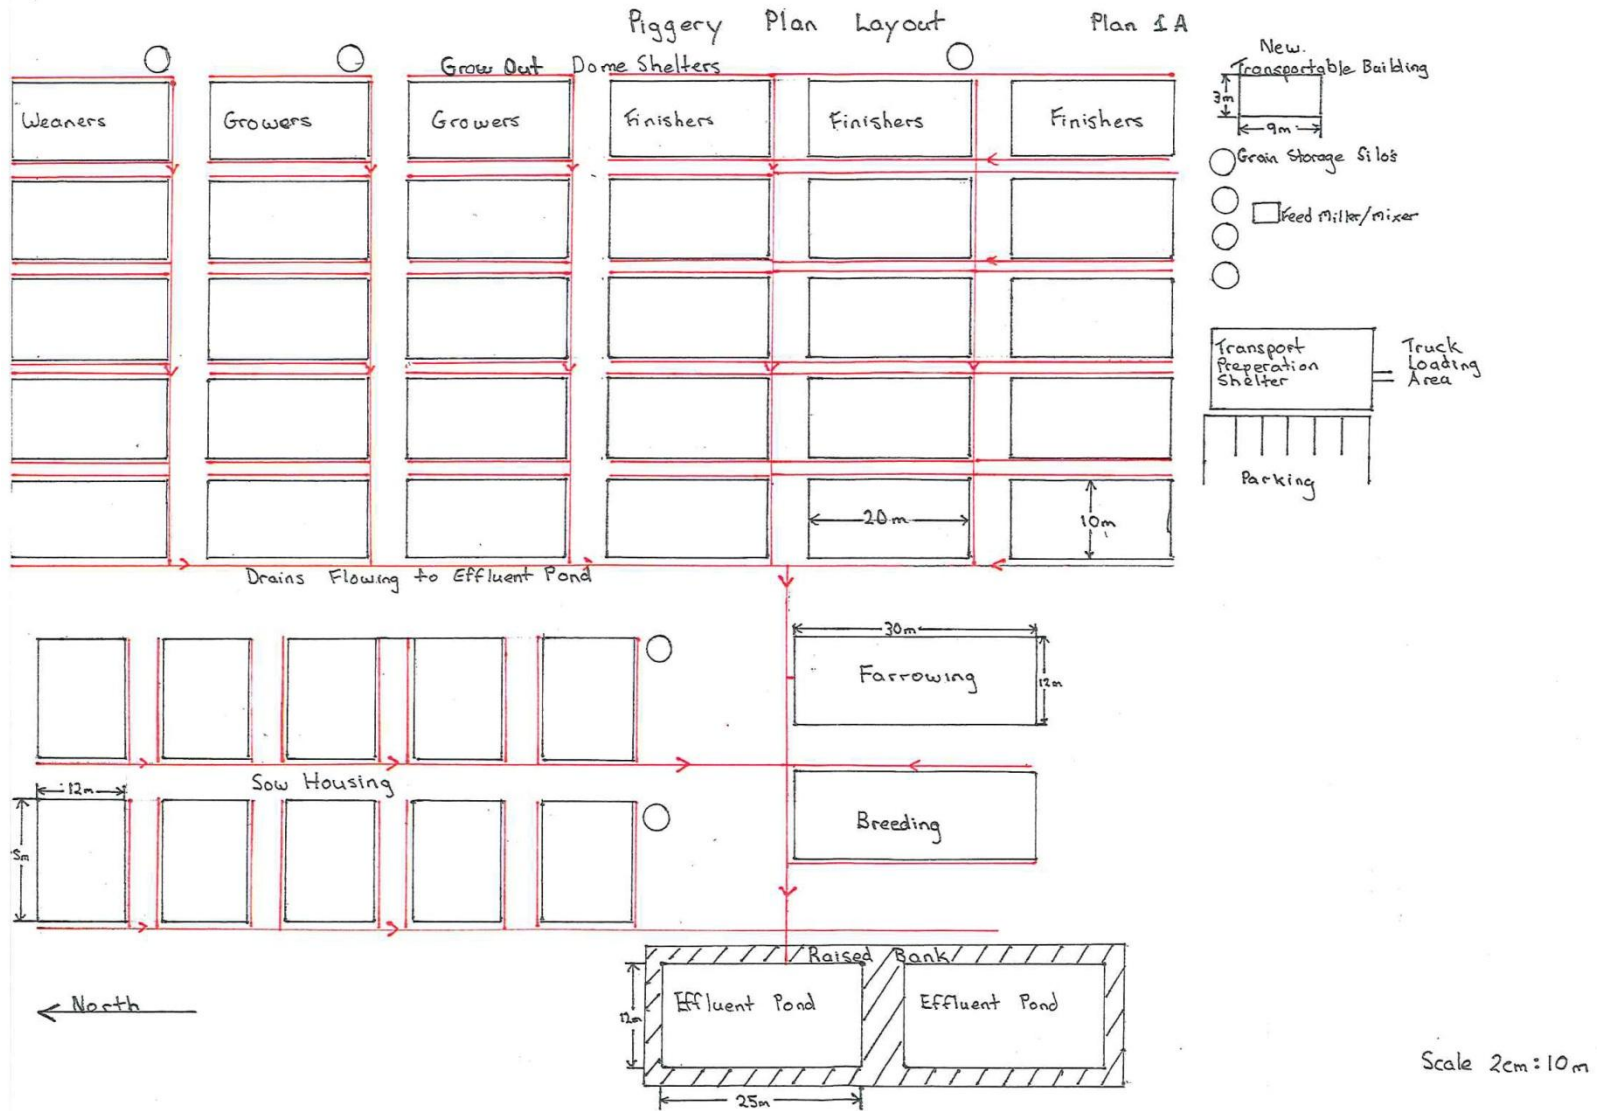 Piggery Plan Layout
Plan 1A
Grow Out Dome Shelters
New.
Transportable Building
3m
9m
Weaners
Growers
Growers
Finishers
Finishers
Finishers
Grain Storage Silo's
Feed Miller/mixer
Transport
Preperation
Shelter
Truck
Loading
Area
Parking
20m
10m
Drains Flowing to Effluent Pond
30m
Farrowing
12m
Sow Housing
12m
5m
Breeding
Raised Bank
North
12m
Effluent Pond
Effluent Pond
25m
Scale 2cm:10m